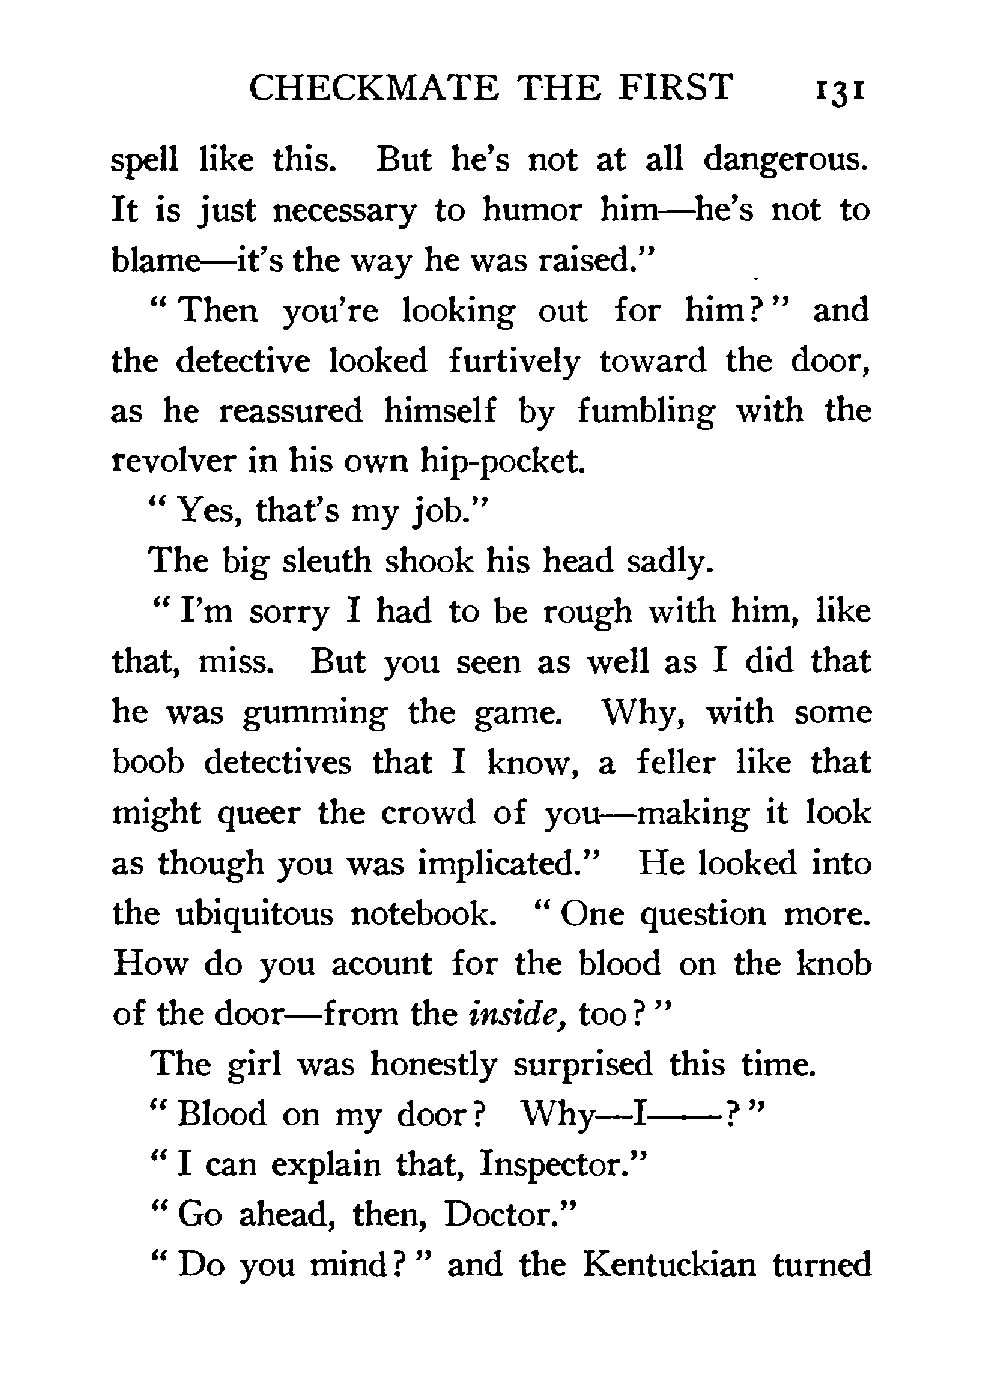 CHECKMATE THE FIRST 131
spell like this. But he's not at all dangerous.
It is just necessary to humor him—he's not to
blame—it's the way he was raised."
" Then you're looking out for him? " and
the detective looked furtively toward the door,
as he reassured himself by fumbling with the
revolver in his own hip-pocket.
" Yes, that's my job."
The big sleuth shook his head sadly.
" I'm sorry I had to be rough with him, like
that, miss. But you seen as well as I did that
he was gumming the game. Why, with some
boob detectives that I know, a feller like that
might queer the crowd of you—making it look
as though you was implicated." He looked into
the ubiquitous notebook. " One question more.
How do you acount for the blood on the knob
of the door—from the inside, too? "
The girl was honestly surprised this time.
" Blood on my door? Why—I——? "
" I can explain that, Inspector."
" Go ahead, then, Doctor."
" Do you mind? " and the Kentuckian turned